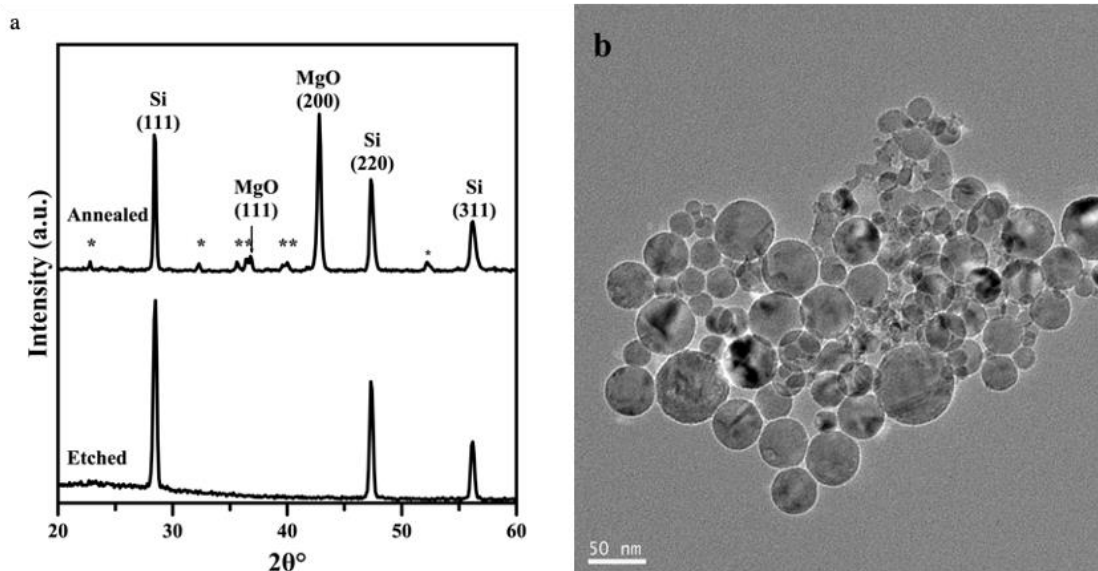 a
Intensity (a.u.)
Si
(111)
MgO
(111)
MgO
(200)
Si
(220)
Si
(311)
Annealed
*
*
**
**
*
Etched
20
30
40
50
60
2θ°
b
50 nm